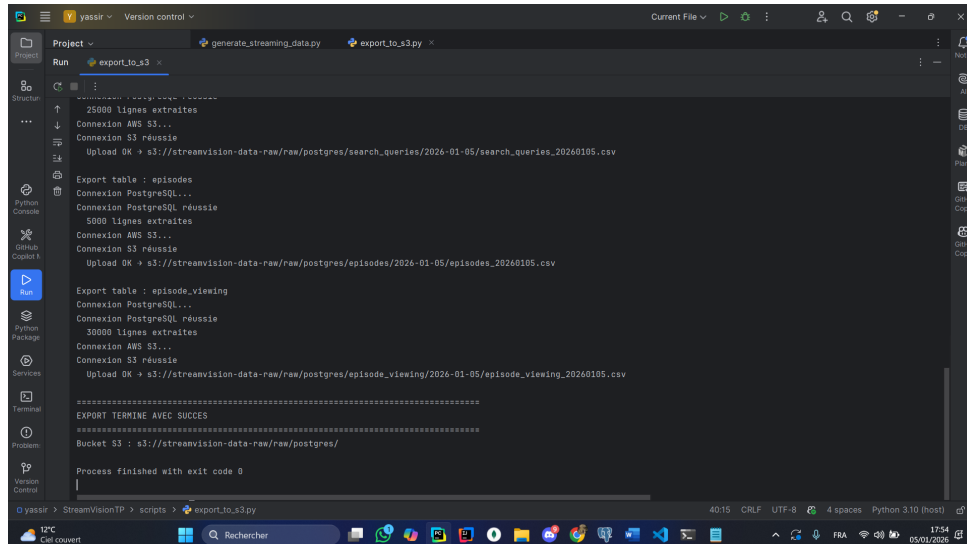 yassir
Version control
Current File
Project
Project
generate_streaming_data.py
export_to_s3.py
Run
export_to_s3
Structure
25000 lignes extraites
Connexion AWS S3...
Connexion S3 réussie
Upload OK → s3://streamvision-data-raw/raw/postgres/search_queries/2026-01-05/search_queries_20260105.csv
Export table : episodes
Connexion PostgreSQL...
Connexion PostgreSQL réussie
5000 lignes extraites
Connexion AWS S3...
Connexion S3 réussie
Upload OK → s3://streamvision-data-raw/raw/postgres/episodes/2026-01-05/episodes_20260105.csv
Export table : episode_viewing
Connexion PostgreSQL...
Connexion PostgreSQL réussie
30000 lignes extraites
Connexion AWS S3...
Connexion S3 réussie
Upload OK → s3://streamvision-data-raw/raw/postgres/episode_viewing/2026-01-05/episode_viewing_20260105.csv
================================================================================
EXPORT TERMINE AVEC SUCCES
================================================================================
Bucket S3 : s3://streamvision-data-raw/raw/postgres/
Process finished with exit code 0
Python
Console
GitHub
Copilot
Run
Python
Package
Services
Terminal
Problem
Version
Control
yassir > StreamVisionTP > scripts > export_to_s3.py
40:15 CRLF UTF-8 4 spaces Python 3.10 (host)
12°C
Ciel couvert
Rechercher
FRA
17:54
05/01/2026